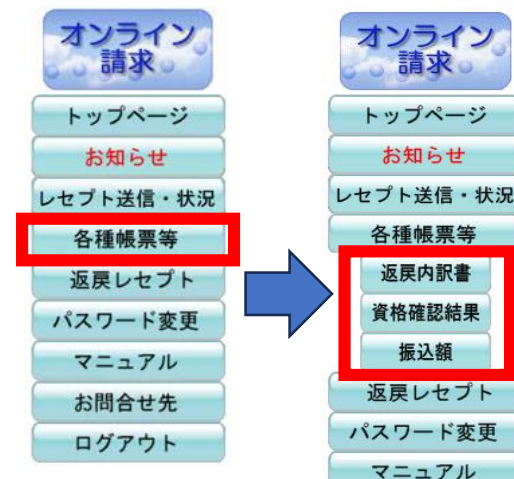 オンライン
請求
トップページ
お知らせ
レセプト送信・状況
各種帳票等
返戻レセプト
パスワード変更
マニュアル
お問合せ先
ログアウト
オンライン
請求
トップページ
お知らせ
レセプト送信・状況
各種帳票等
返戻内訳書
資格確認結果
振込額
返戻レセプト
パスワード変更
マニュアル